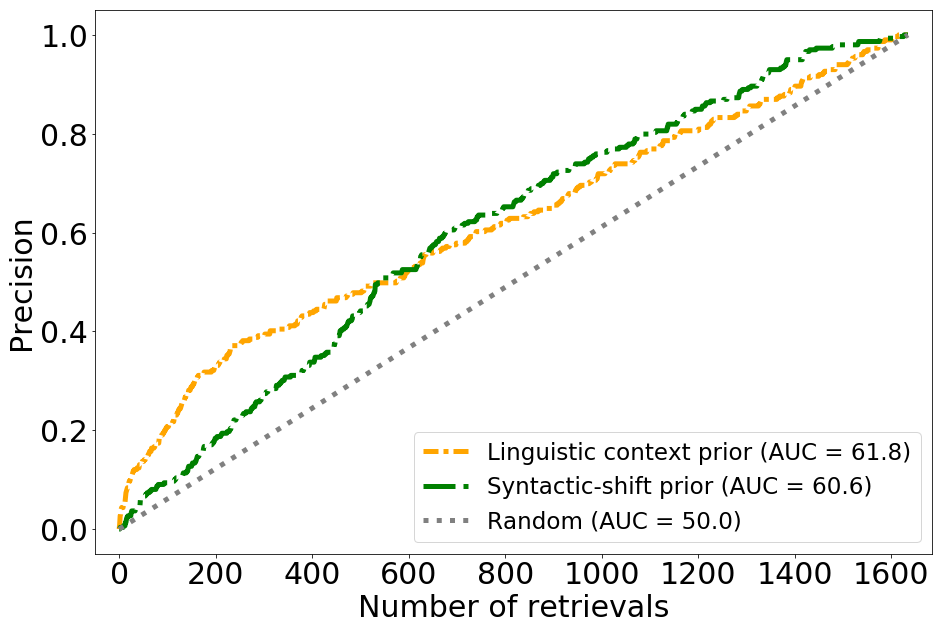 Precision
1.0
0.8
0.6
0.4
0.2
0.0
Linguistic context prior (AUC = 61.8)
Syntactic-shift prior (AUC = 60.6)
Random (AUC = 50.0)
0 200 400 600 800 1000 1200 1400 1600
Number of retrievals